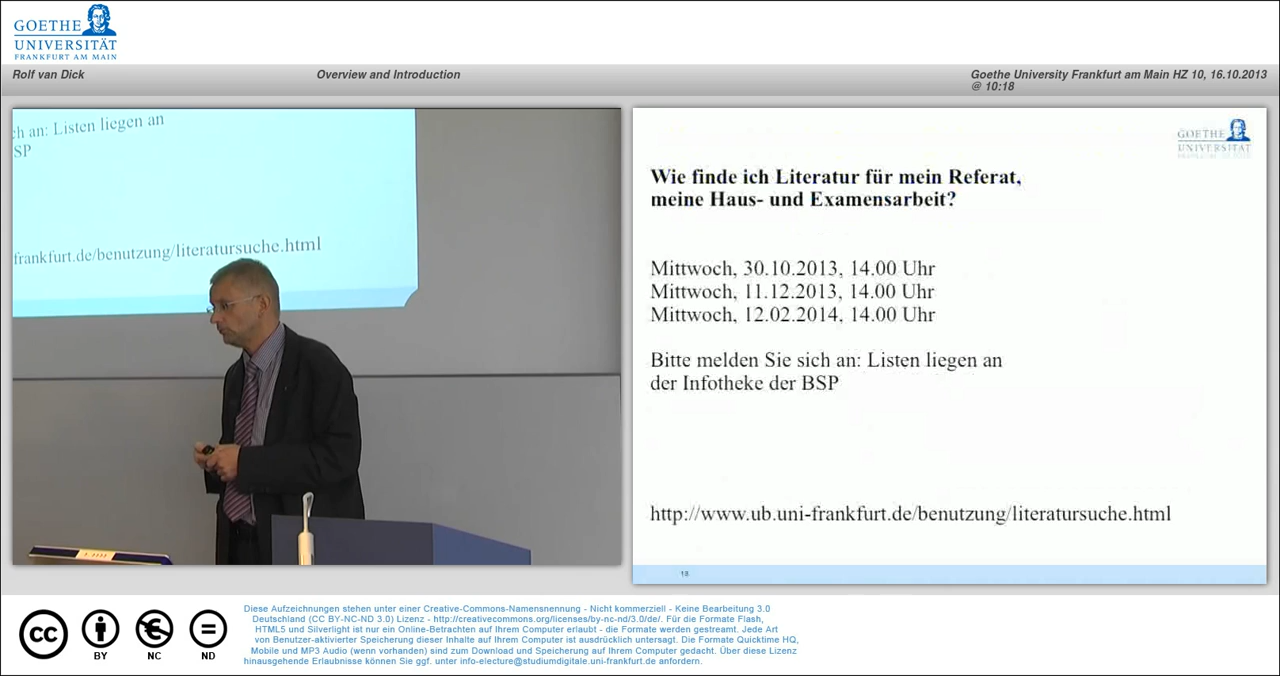 GOETHE
UNIVERSITÄT
FRANKFURT AM MAIN
Rolf van Dick
Overview and Introduction
Goethe University Frankfurt am Main HZ 10, 16.10.2013
@ 10:18
ch an: Listen liegen an
SP
frankfurt.de/benutzung/literatursuche.html
GOETHE
UNIVERSITÄT
FRANKFURT AM MAIN
Wie finde ich Literatur für mein Referat,
meine Haus- und Examensarbeit?
Mittwoch, 30.10.2013, 14.00 Uhr
Mittwoch, 11.12.2013, 14.00 Uhr
Mittwoch, 12.02.2014, 14.00 Uhr
Bitte melden Sie sich an: Listen liegen an
der Infotheke der BSP
http://www.ub.uni-frankfurt.de/benutzung/literatursuche.html
18
cc
BY
NC
ND
Diese Aufzeichnungen stehen unter einer Creative-Commons-Namensnennung - Nicht kommerziell - Keine Bearbeitung 3.0
Deutschland (CC BY-NC-ND 3.0) Lizenz - http://creativecommons.org/licenses/by-nc-nd/3.0/de/. Für die Formate Flash,
HTML5 und Silverlight ist nur ein Online-Betrachten auf Ihrem Computer erlaubt - die Formate werden gestreamt. Jede Art
von Benutzer-aktivierter Speicherung dieser Inhalte auf Ihrem Computer ist ausdrücklich untersagt. Die Formate Quicktime HQ,
Mobile und MP3 Audio (wenn vorhanden) sind zum Download und Speicherung auf Ihrem Computer gedacht. Über diese Lizenz
hinausgehende Erlaubnisse können Sie ggf. unter info-electure@studiumdigitale.uni-frankfurt.de anfordern.